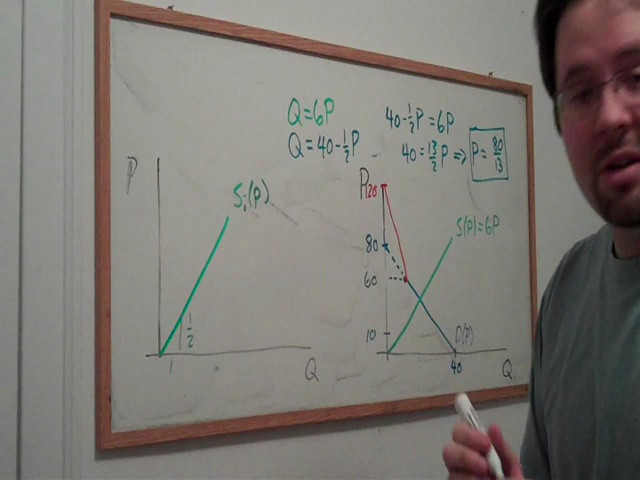 Q=6P
Q=40-½P
40-½P=6P
40=13/2P => P=80/13
P
Sᵢ(P)
1/2
1
Q
P
120
80
60
10
S(P)=6P
D(P)
40
Q